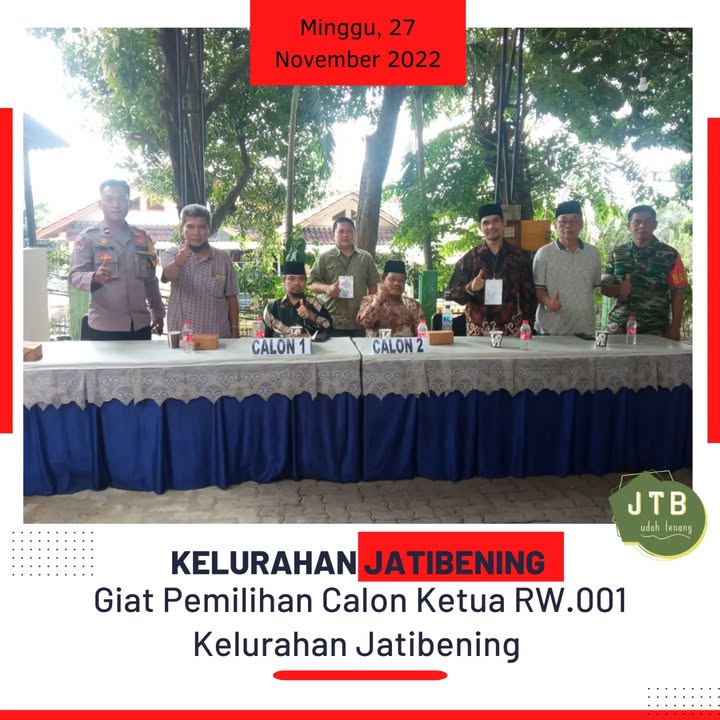 Minggu, 27
November 2022
CALON 1
CALON 2
JTB
udah tenang
KELURAHAN JATIBENING
Giat Pemilihan Calon Ketua RW.001
Kelurahan Jatibening